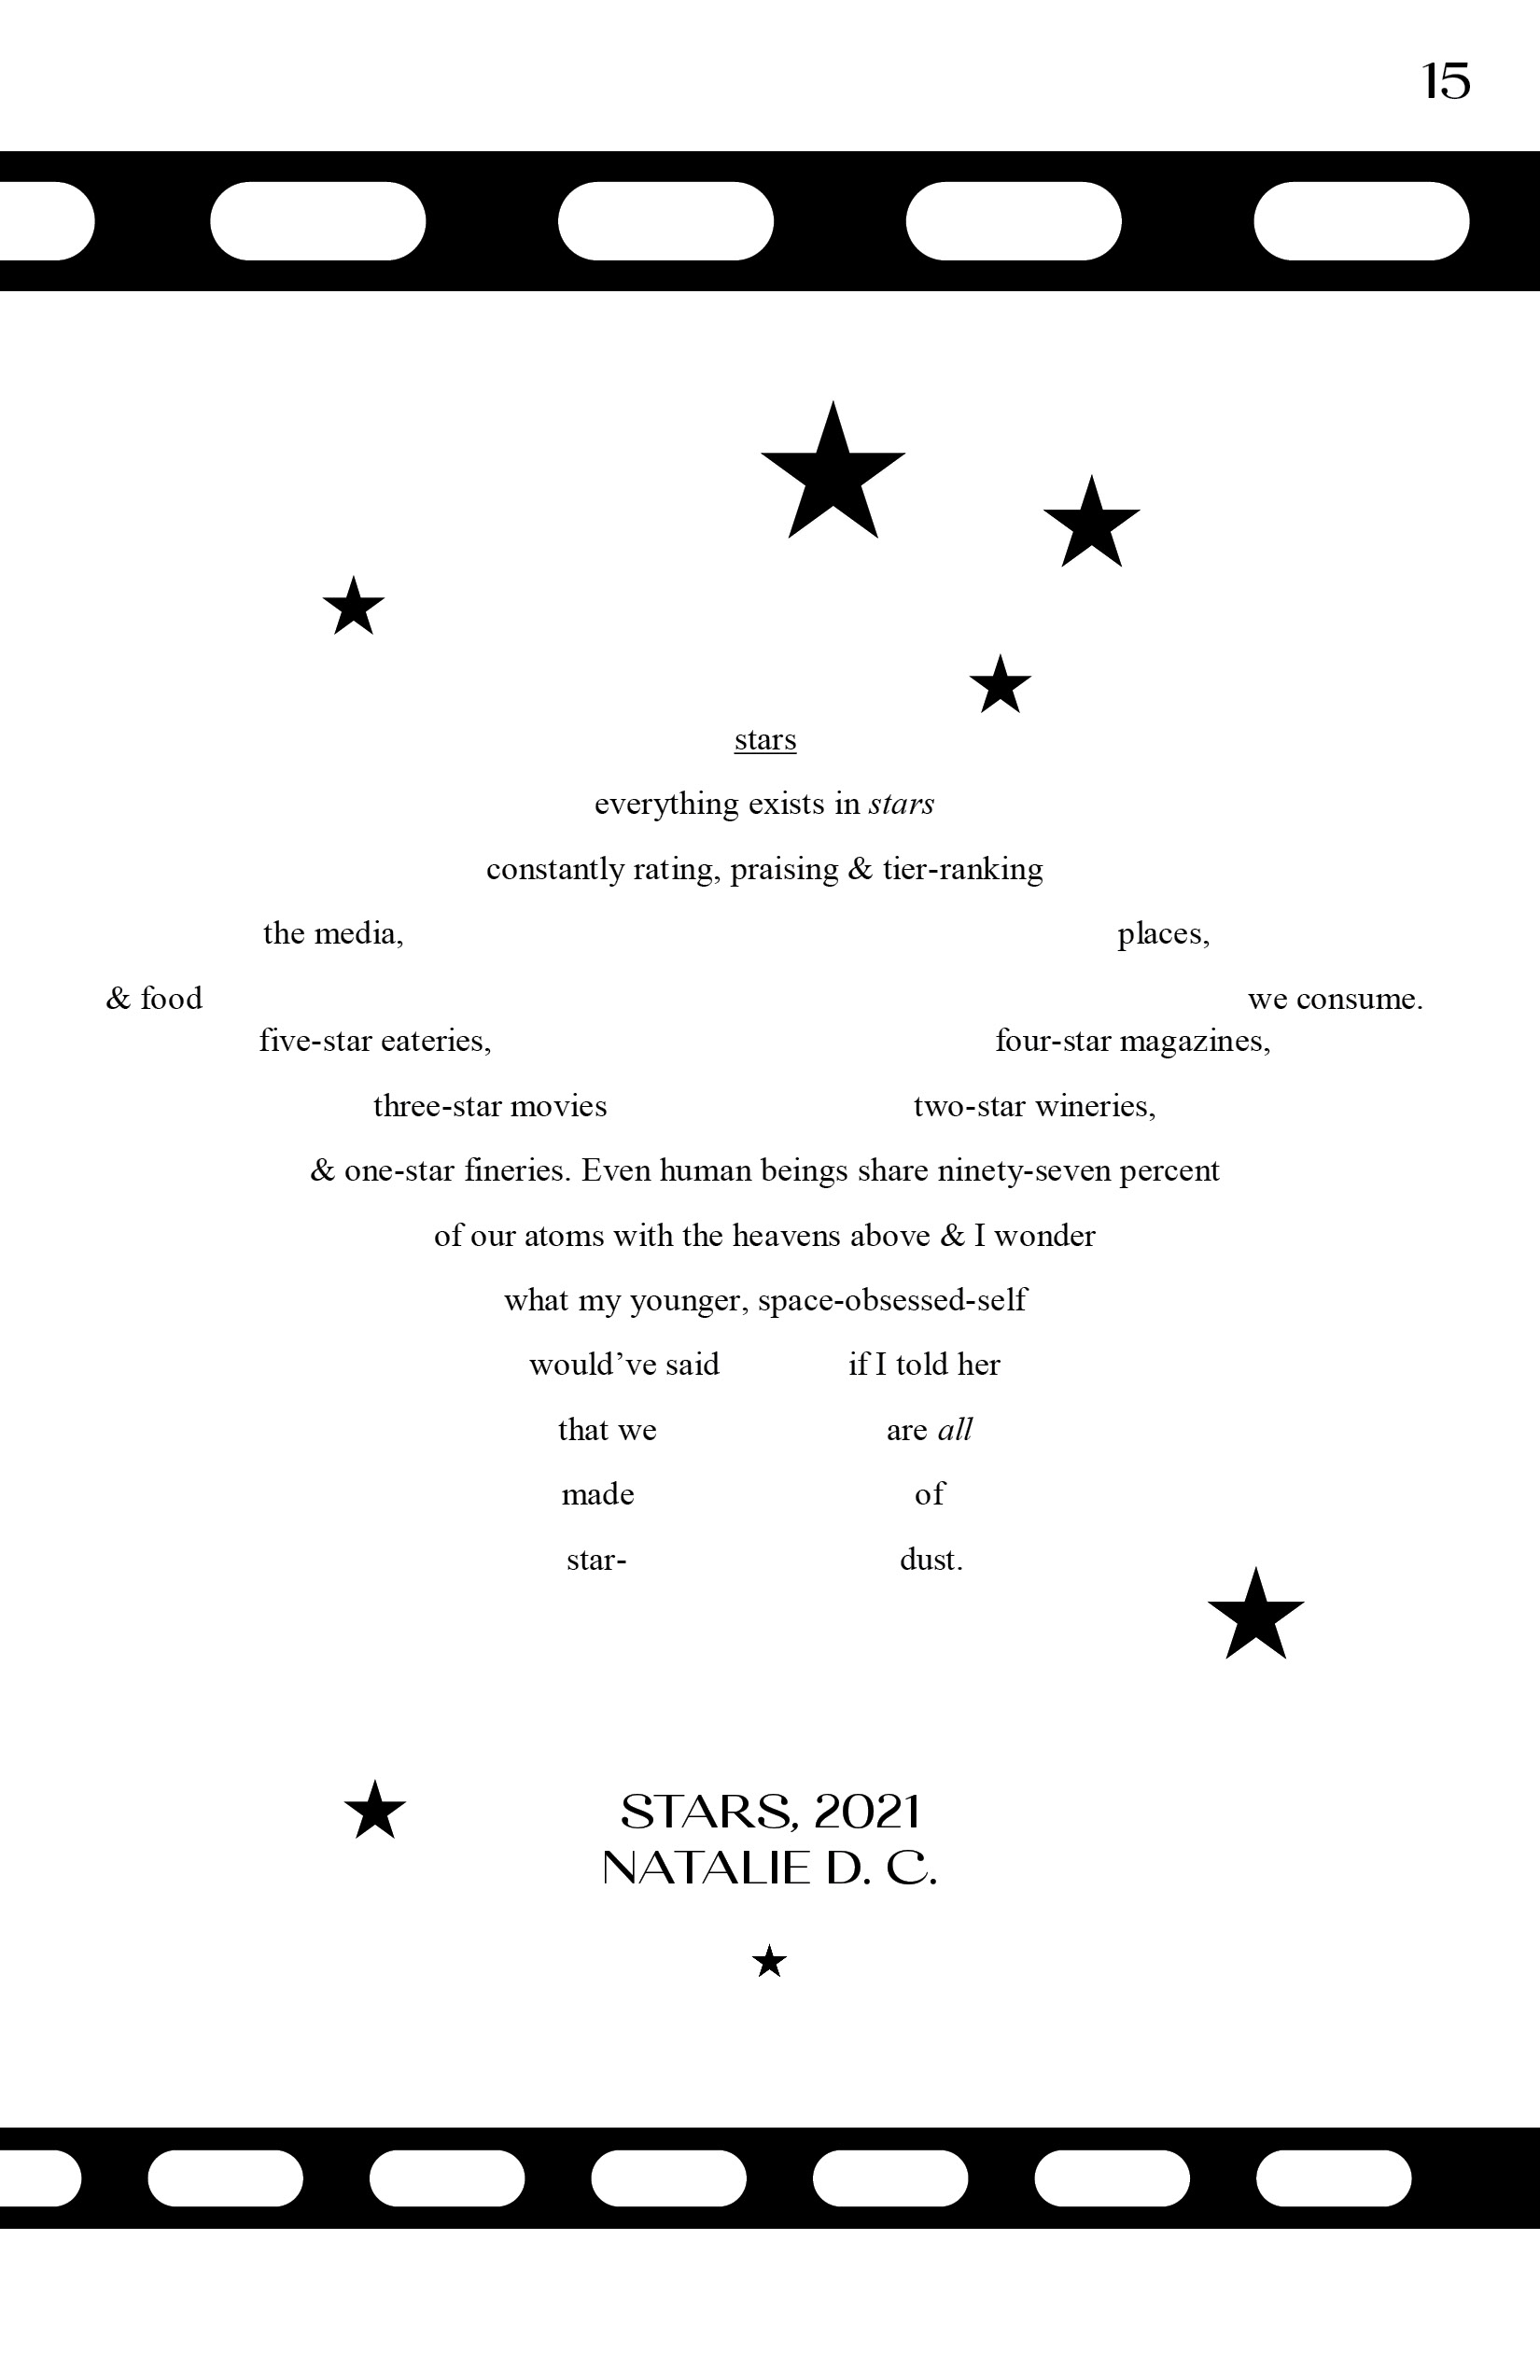 15
stars
everything exists in stars
constantly rating, praising & tier-ranking
the media, places,
& food we consume.
five-star eateries, four-star magazines,
three-star movies two-star wineries,
& one-star fineries. Even human beings share ninety-seven percent
of our atoms with the heavens above & I wonder
what my younger, space-obsessed-self
would’ve said if I told her
that we are all
made of
star- dust.
STARS, 2021
NATALIE D. C.